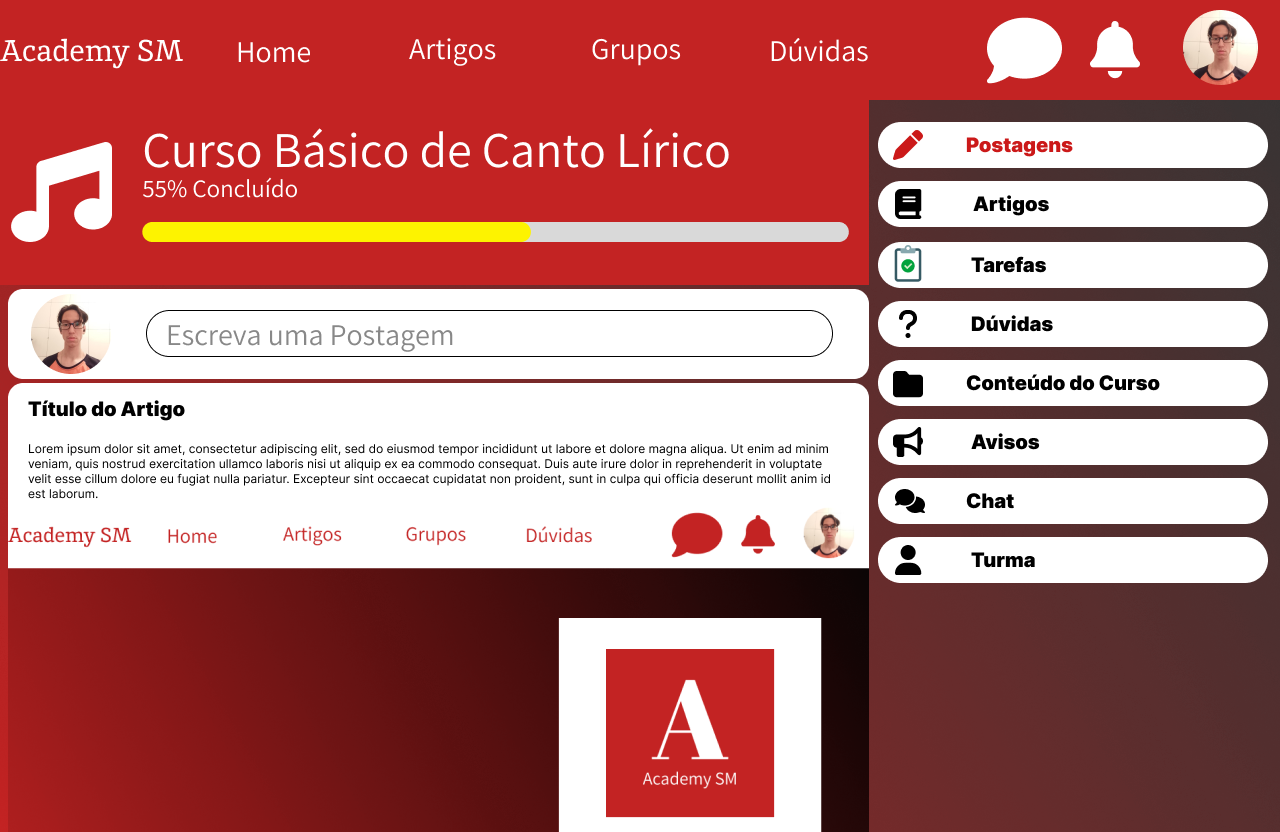 Academy SM
Home
Artigos
Grupos
Dúvidas
Curso Básico de Canto Lírico
55% Concluído
Escreva uma Postagem
Título do Artigo
Lorem ipsum dolor sit amet, consectetur adipiscing elit, sed do eiusmod tempor incididunt ut labore et dolore magna aliqua. Ut enim ad minim
veniam, quis nostrud exercitation ullamco laboris nisi ut aliquip ex ea commodo consequat. Duis aute irure dolor in reprehenderit in voluptate
velit esse cillum dolore eu fugiat nulla pariatur. Excepteur sint occaecat cupidatat non proident, sunt in culpa qui officia deserunt mollit anim id
est laborum.
Academy SM
Home
Artigos
Grupos
Dúvidas
A
Academy SM
Postagens
Artigos
Tarefas
Dúvidas
Conteúdo do Curso
Avisos
Chat
Turma